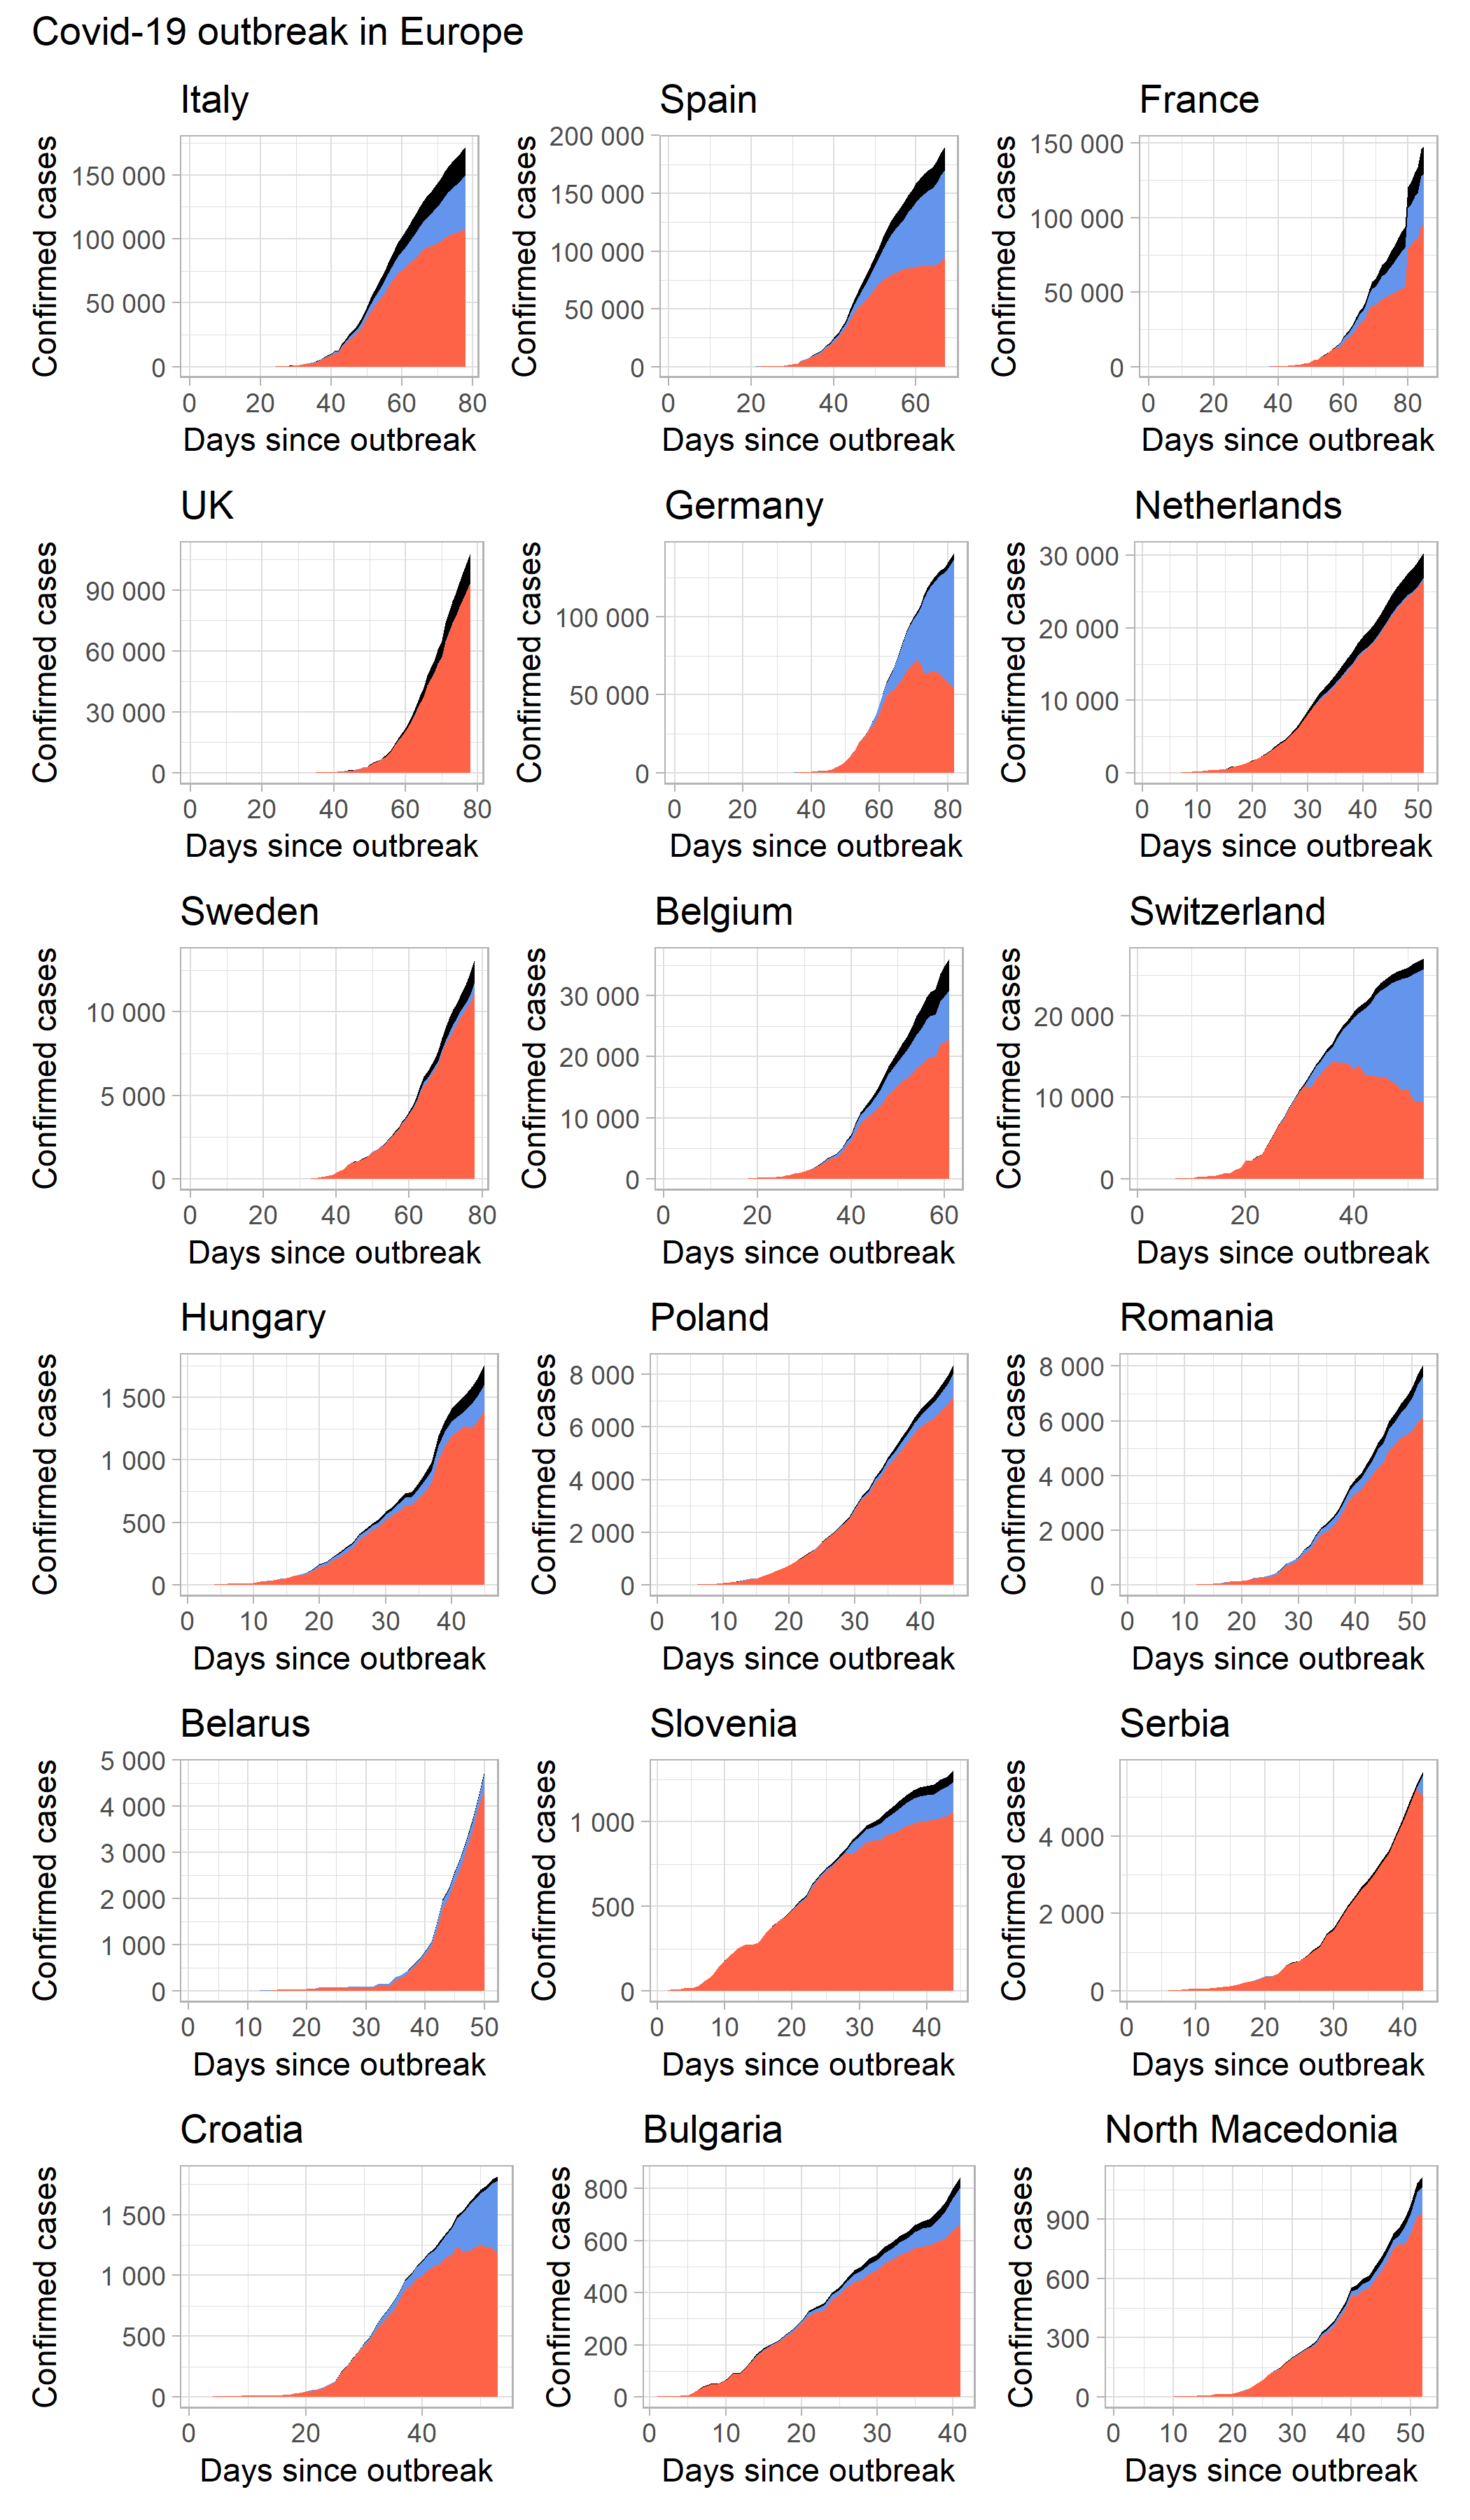 Covid-19 outbreak in Europe
Italy
Confirmed cases
150 000
100 000
50 000
0
0 20 40 60 80
Days since outbreak
Spain
Confirmed cases
200 000
150 000
100 000
50 000
0
0 20 40 60
Days since outbreak
France
Confirmed cases
150 000
100 000
50 000
0
0 20 40 60 80
Days since outbreak
UK
Confirmed cases
90 000
60 000
30 000
0
0 20 40 60 80
Days since outbreak
Germany
Confirmed cases
100 000
50 000
0
0 20 40 60 80
Days since outbreak
Netherlands
Confirmed cases
30 000
20 000
10 000
0
0 10 20 30 40 50
Days since outbreak
Sweden
Confirmed cases
10 000
5 000
0
0 20 40 60 80
Days since outbreak
Belgium
Confirmed cases
30 000
20 000
10 000
0
0 20 40 60
Days since outbreak
Switzerland
Confirmed cases
20 000
10 000
0
0 20 40
Days since outbreak
Hungary
Confirmed cases
1 500
1 000
500
0
0 10 20 30 40
Days since outbreak
Poland
Confirmed cases
8 000
6 000
4 000
2 000
0
0 10 20 30 40
Days since outbreak
Romania
Confirmed cases
8 000
6 000
4 000
2 000
0
0 10 20 30 40 50
Days since outbreak
Belarus
Confirmed cases
5 000
4 000
3 000
2 000
1 000
0
0 10 20 30 40 50
Days since outbreak
Slovenia
Confirmed cases
1 000
500
0
0 10 20 30 40
Days since outbreak
Serbia
Confirmed cases
4 000
2 000
0
0 10 20 30 40
Days since outbreak
Croatia
Confirmed cases
1 500
1 000
500
0
0 20 40
Days since outbreak
Bulgaria
Confirmed cases
800
600
400
200
0
0 10 20 30 40
Days since outbreak
North Macedonia
Confirmed cases
900
600
300
0
0 10 20 30 40 50
Days since outbreak